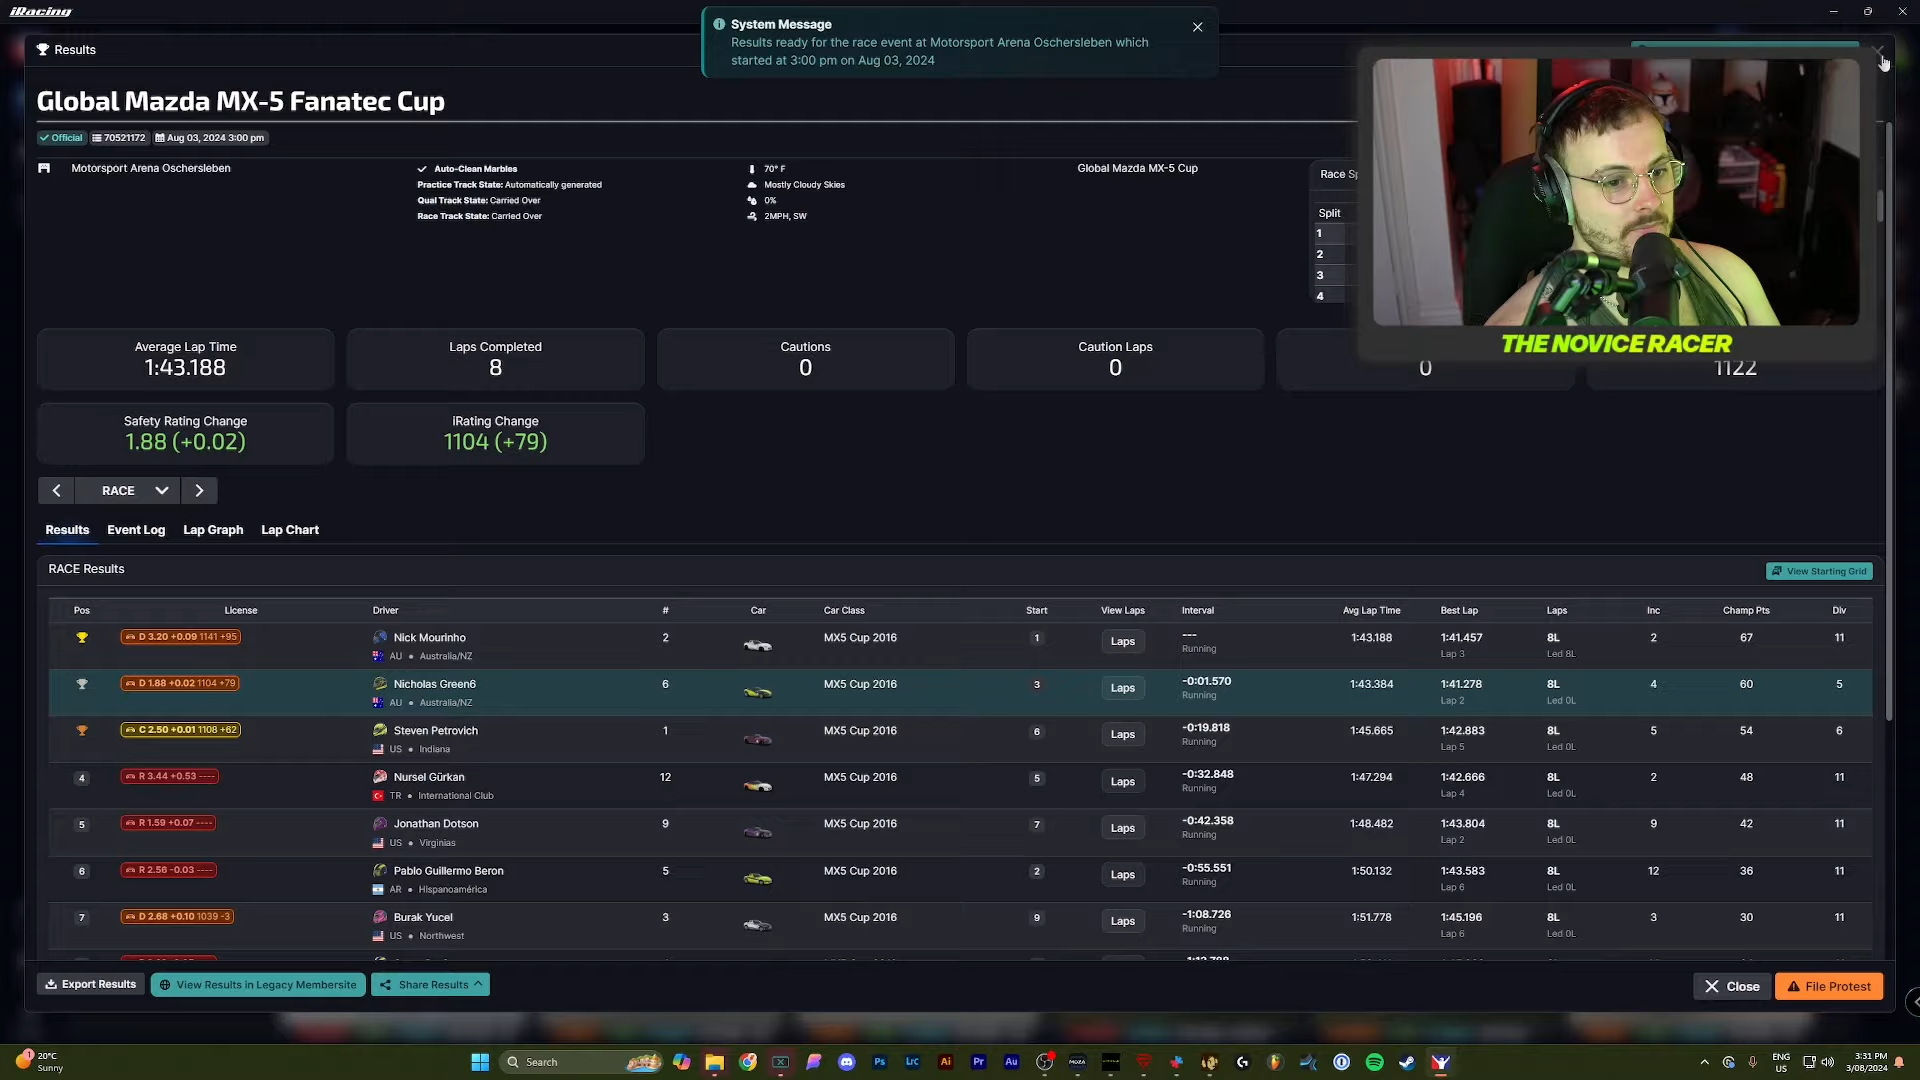 iRacing
System Message
Results ready for the race event at Motorsport Arena Oschersleben which
started at 3:00 pm on Aug 03, 2024
Results
Global Mazda MX-5 Fanatec Cup
Official 70521172 Aug 03, 2024 3:00 pm
Motorsport Arena Oschersleben
Auto-Clean Marbles
Practice Track State: Automatically generated
Qual Track State: Carried Over
Race Track State: Carried Over
70° F
Mostly Cloudy Skies
0%
2MPH, SW
Global Mazda MX-5 Cup
Race Sp
Split
1
2
3
4
THE NOVICE RACER
Average Lap Time
1:43.188
Laps Completed
8
Cautions
0
Caution Laps
0
0
1122
Safety Rating Change
1.88 (+0.02)
iRating Change
1104 (+79)
RACE
Results Event Log Lap Graph Lap Chart
RACE Results
View Starting Grid
Pos License Driver # Car Car Class Start View Laps Interval Avg Lap Time Best Lap Laps Inc Champ Pts Div
D 3.20 +0.09 1141 +95 Nick Mourinho 2 MX5 Cup 2016 1 Laps --- 1:43.188 1:41.457 8L 2 67 11
AU • Australia/NZ Running Lap 3 Led 8L
D 1.88 +0.02 1104 +79 Nicholas Green6 6 MX5 Cup 2016 3 Laps -0:01.570 1:43.384 1:41.278 8L 4 60 5
AU • Australia/NZ Running Lap 2 Led 0L
C 2.50 +0.01 1108 +62 Steven Petrovich 1 MX5 Cup 2016 6 Laps -0:19.818 1:45.665 1:42.883 8L 5 54 6
US • Indiana Running Lap 5 Led 0L
4 R 3.44 +0.53 ---- Nursel Gürkan 12 MX5 Cup 2016 5 Laps -0:32.848 1:47.294 1:42.666 8L 2 48 11
TR • International Club Running Lap 4 Led 0L
5 R 1.59 +0.07 ---- Jonathan Dotson 9 MX5 Cup 2016 7 Laps -0:42.358 1:48.482 1:43.804 8L 9 42 11
US • Virginias Running Lap 2 Led 0L
6 R 2.56 -0.03 ---- Pablo Guillermo Beron 5 MX5 Cup 2016 2 Laps -0:55.551 1:50.132 1:43.583 8L 12 36 11
AR • Hispanoamérica Running Lap 6 Led 0L
7 D 2.68 +0.10 1039 -3 Burak Yucel 3 MX5 Cup 2016 9 Laps -1:08.726 1:51.778 1:45.196 8L 3 30 11
US • Northwest Running Lap 6 Led 0L
Export Results View Results in Legacy Membersite Share Results Close File Protest
20°C
Sunny
Search
Ps LrC Ai Pr Au MOZA
ENG
US
3:31 PM
3/08/2024